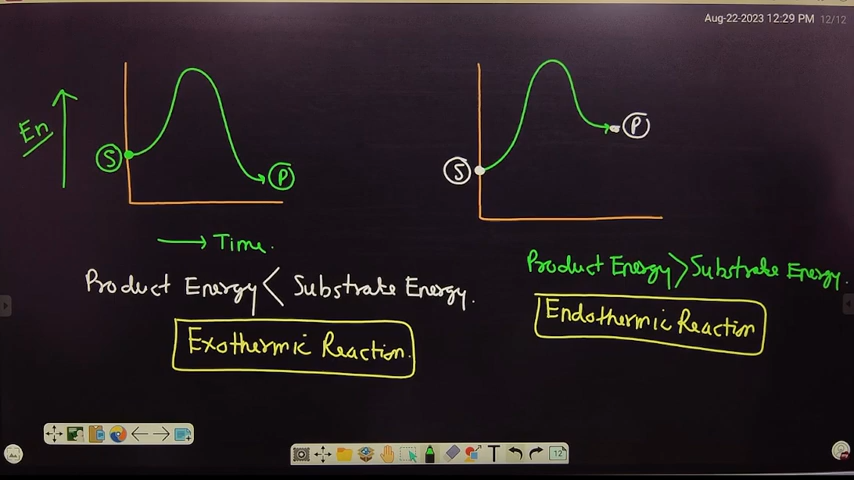 Aug-22-2023 12:29 PM 12/12
En
S
P
S
P
Time.
Product Energy < Substrate Energy.
Exothermic Reaction.
Product Energy > Substrate Energy.
Endothermic Reaction
T
12